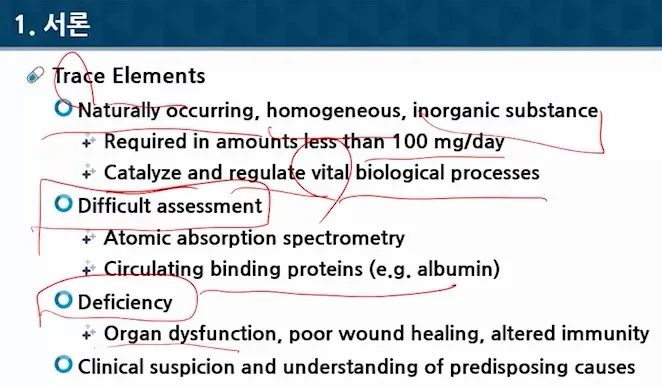 1. 서론
Trace Elements
Naturally occurring, homogeneous, inorganic substance
Required in amounts less than 100 mg/day
Catalyze and regulate vital biological processes
Difficult assessment
Atomic absorption spectrometry
Circulating binding proteins (e.g. albumin)
Deficiency
Organ dysfunction, poor wound healing, altered immunity
Clinical suspicion and understanding of predisposing causes